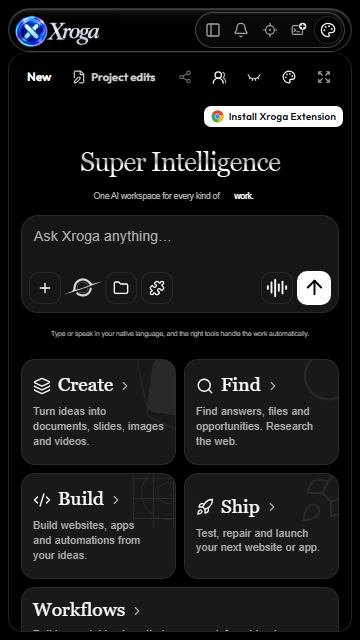 Xroga
New
Project edits
Install Xroga Extension
Super Intelligence
One AI workspace for every kind of work.
Ask Xroga anything...
Type or speak in your native language, and the right tools handle the work automatically.
Create
Turn ideas into
documents, slides, images
and videos.
Find
Find answers, files and
opportunities. Research
the web.
Build
Build websites, apps
and automations from
your ideas.
Ship
Test, repair and launch
your next website or app.
Workflows